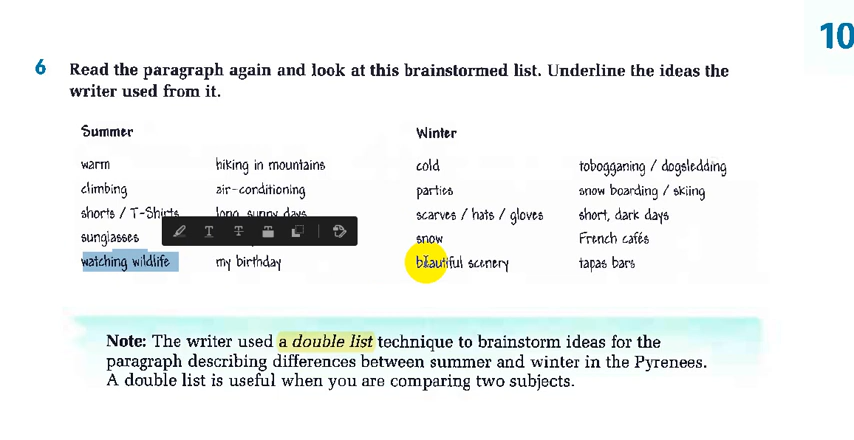 10
6 Read the paragraph again and look at this brainstormed list. Underline the ideas the
writer used from it.
Summer
warm
climbing
shorts / T-Shirts
sunglasses
watching wildlife
hiking in mountains
air-conditioning
long, sunny days
my birthday
Winter
cold
parties
scarves / hats / gloves
snow
beautiful scenery
tobogganing / dogsledding
snow boarding / skiing
short, dark days
French cafés
tapas bars
Note: The writer used a double list technique to brainstorm ideas for the
paragraph describing differences between summer and winter in the Pyrenees.
A double list is useful when you are comparing two subjects.